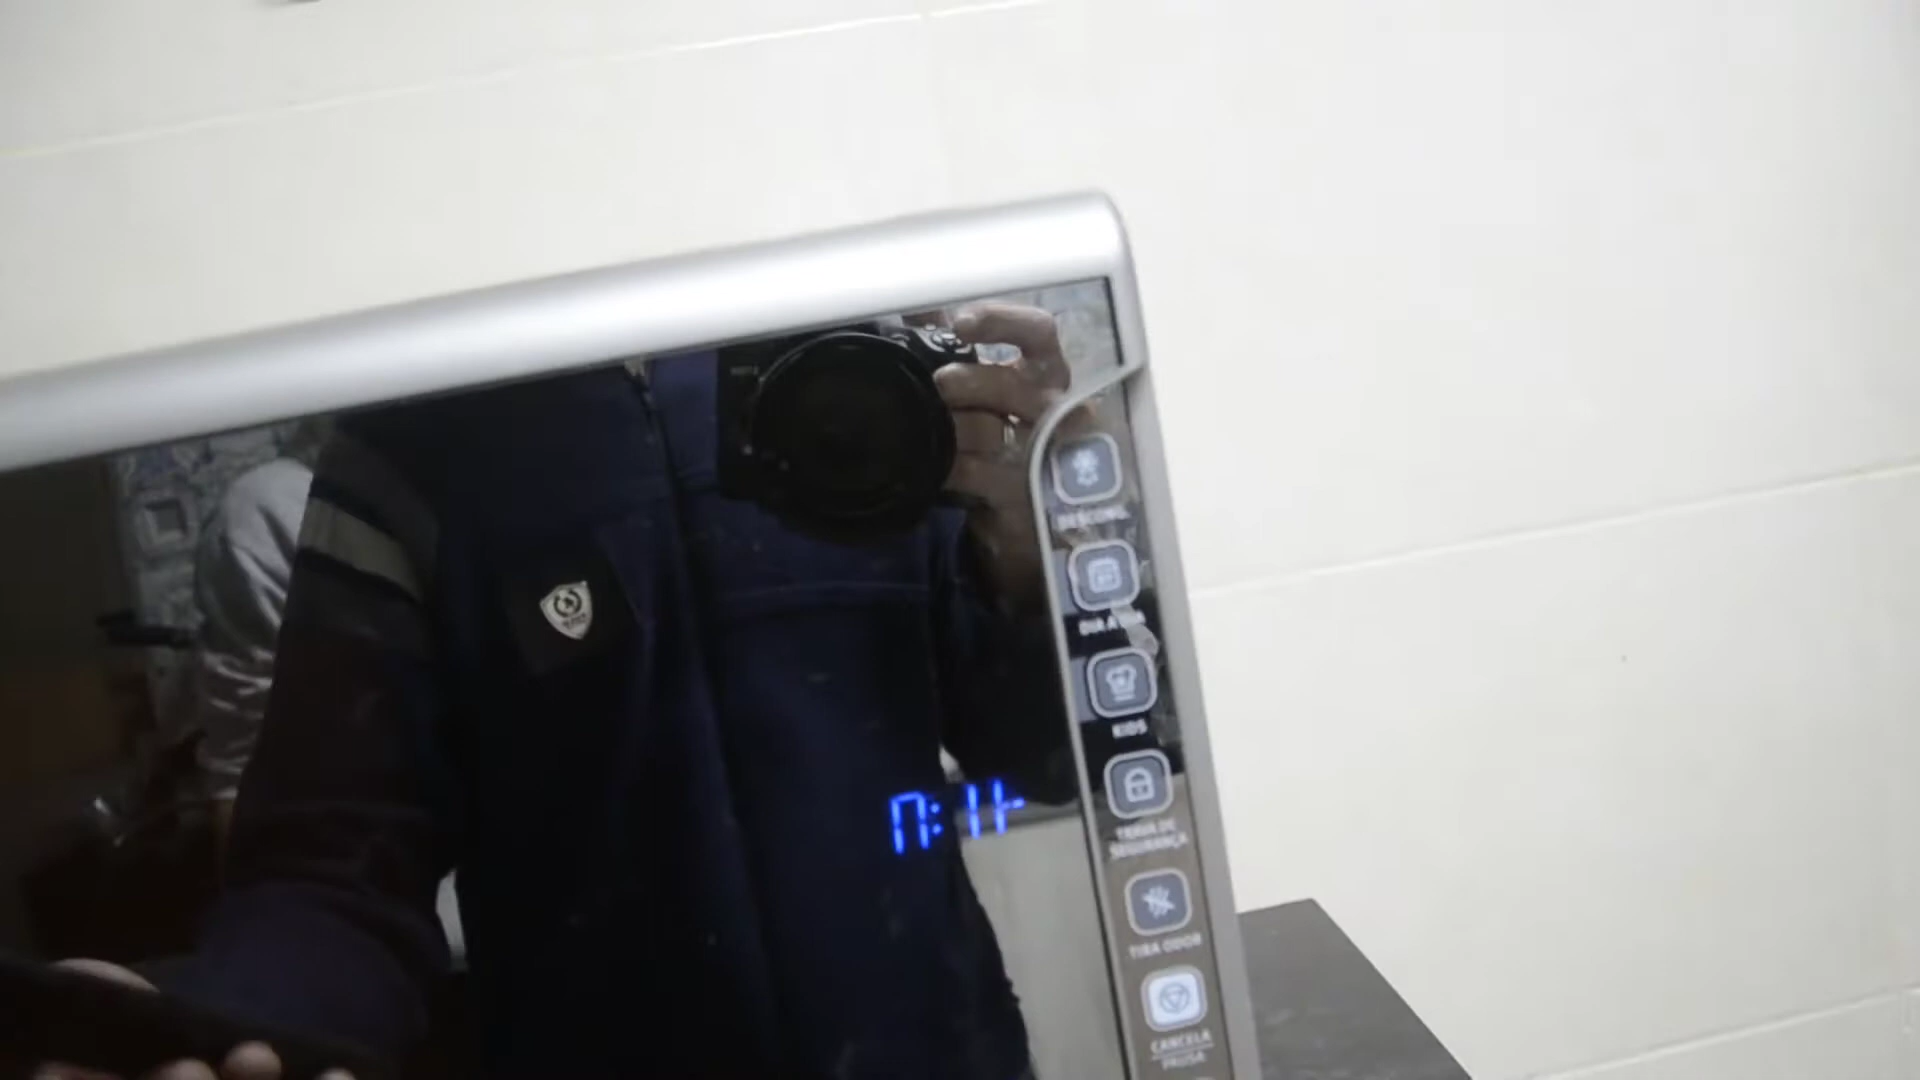 DESCONG.
DIA A DIA
KIDS
TRAVA DE
SEGURANÇA
TIRA ODOR
CANCELA
PAUSA